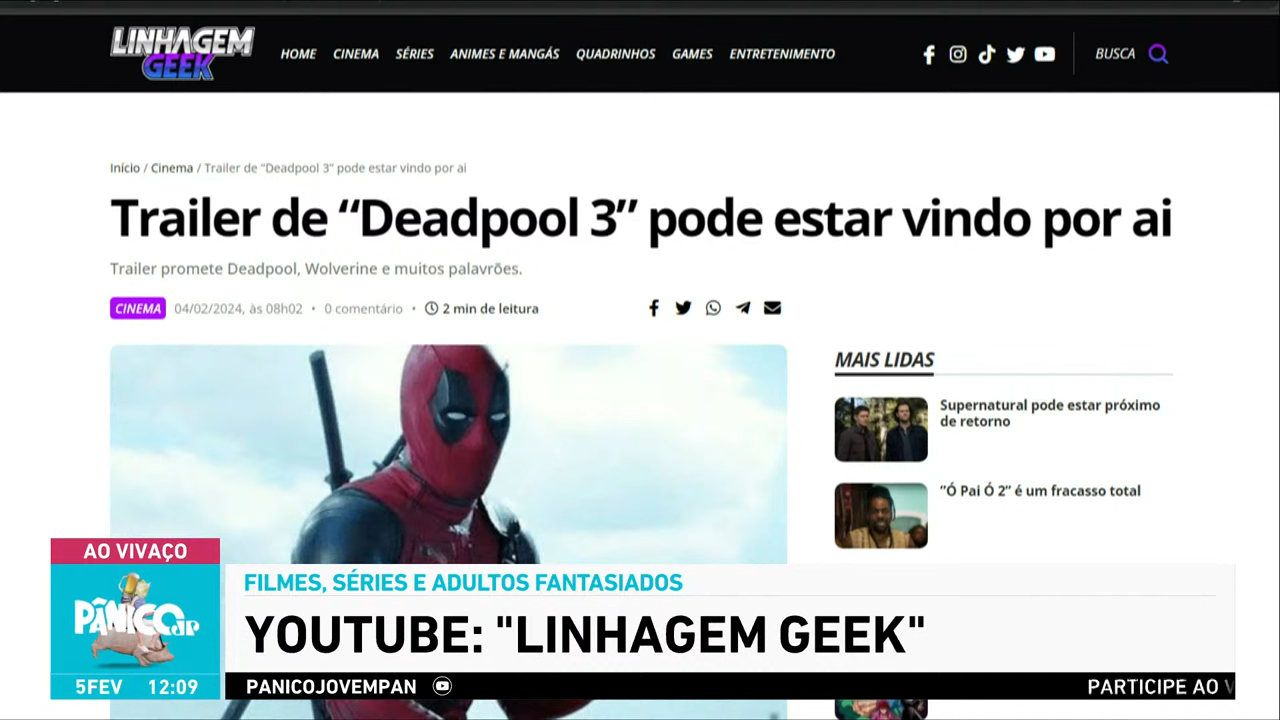 LINHAGEM
GEEK
HOME CINEMA SÉRIES ANIMES E MANGÁS QUADRINHOS GAMES ENTRETENIMENTO
BUSCA
Início / Cinema / Trailer de “Deadpool 3” pode estar vindo por ai
Trailer de “Deadpool 3” pode estar vindo por ai
Trailer promete Deadpool, Wolverine e muitos palavrões.
CINEMA 04/02/2024, às 08h02 • 0 comentário • 2 min de leitura
MAIS LIDAS
Supernatural pode estar próximo
de retorno
“Ó Pai Ó 2” é um fracasso total
AO VIVAÇO
PÂNICO JP
5FEV 12:09
FILMES, SÉRIES E ADULTOS FANTASIADOS
YOUTUBE: "LINHAGEM GEEK"
PANICOJOVEMPAN
PARTICIPE AO V